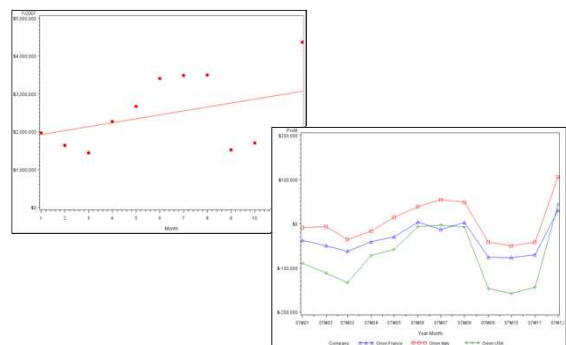 Yr2007
$5,000,000
$4,000,000
$3,000,000
$2,000,000
$1,000,000
$0
1 2 3 4 5 6 7 8 9 10
Month
Profit
$200,000
$100,000
$0
$-100,000
$-200,000
07M01 07M02 07M03 07M04 07M05 07M06 07M07 07M08 07M09 07M10 07M11 07M12
Year Month
Company Orion France Orion Italy Orion USA